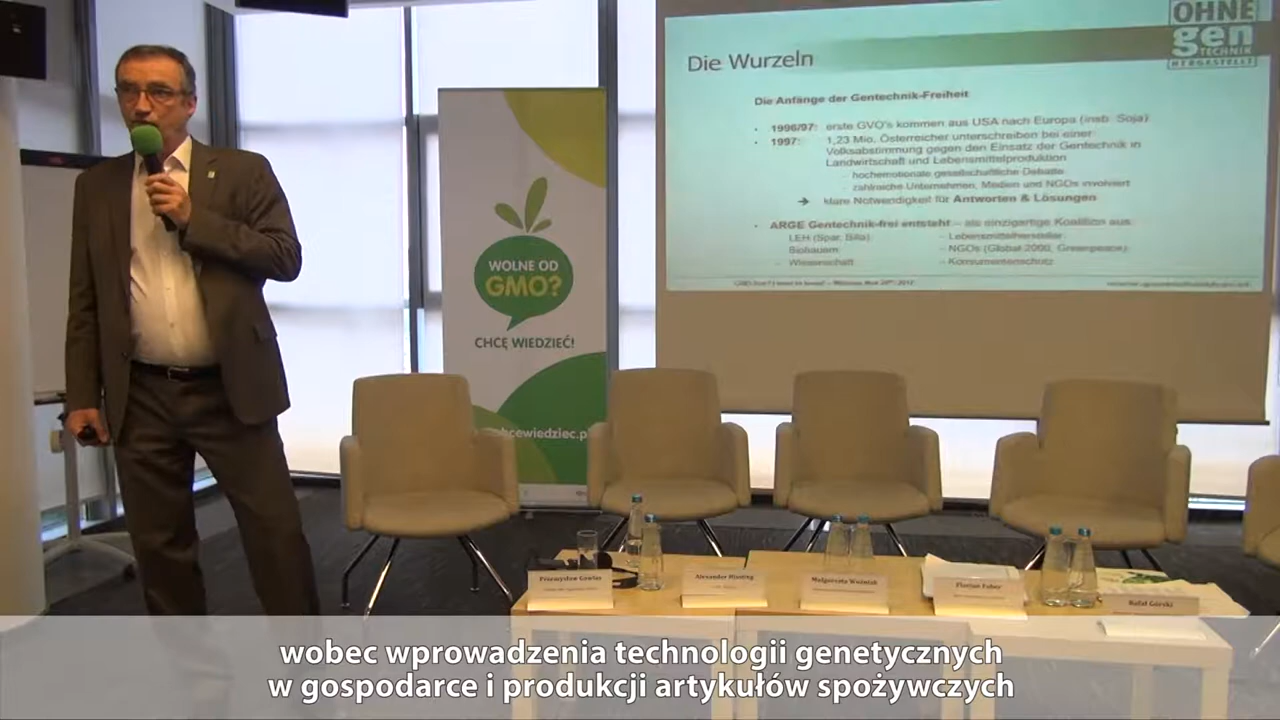 OHNE
gen
TECHNIK
HERGESTELLT
Die Wurzeln
Die Anfänge der Gentechnik-Freiheit
1996/97: erste GVO's kommen aus USA nach Europa (insb. Soja)
1997: 1,23 Mio. Österreicher unterschreiben bei einer
Volksabstimmung gegen den Einsatz der Gentechnik in
Landwirtschaft und Lebensmittelproduktion
- hochemotionale gesellschaftliche Debatte
- zahlreiche Unternehmen, Medien und NGOs involviert
➔ klare Notwendigkeit für Antworten & Lösungen
ARGE Gentechnik-frei entsteht – als einzigartige Koalition aus:
LEH (Spar, Billa) – Lebensmittelhersteller
Biobauern – NGOs (Global 2000, Greenpeace)
– Wissenschaft – Konsumentenschutz
WOLNE OD
GMO?
CHCĘ WIEDZIEĆ!
chcewiedziec.p
Alexander Hissting
Małgorzata Woźniak
Florian Faber
Rafał Górski
wobec wprowadzenia technologii genetycznych
w gospodarce i produkcji artykułów spożywczych